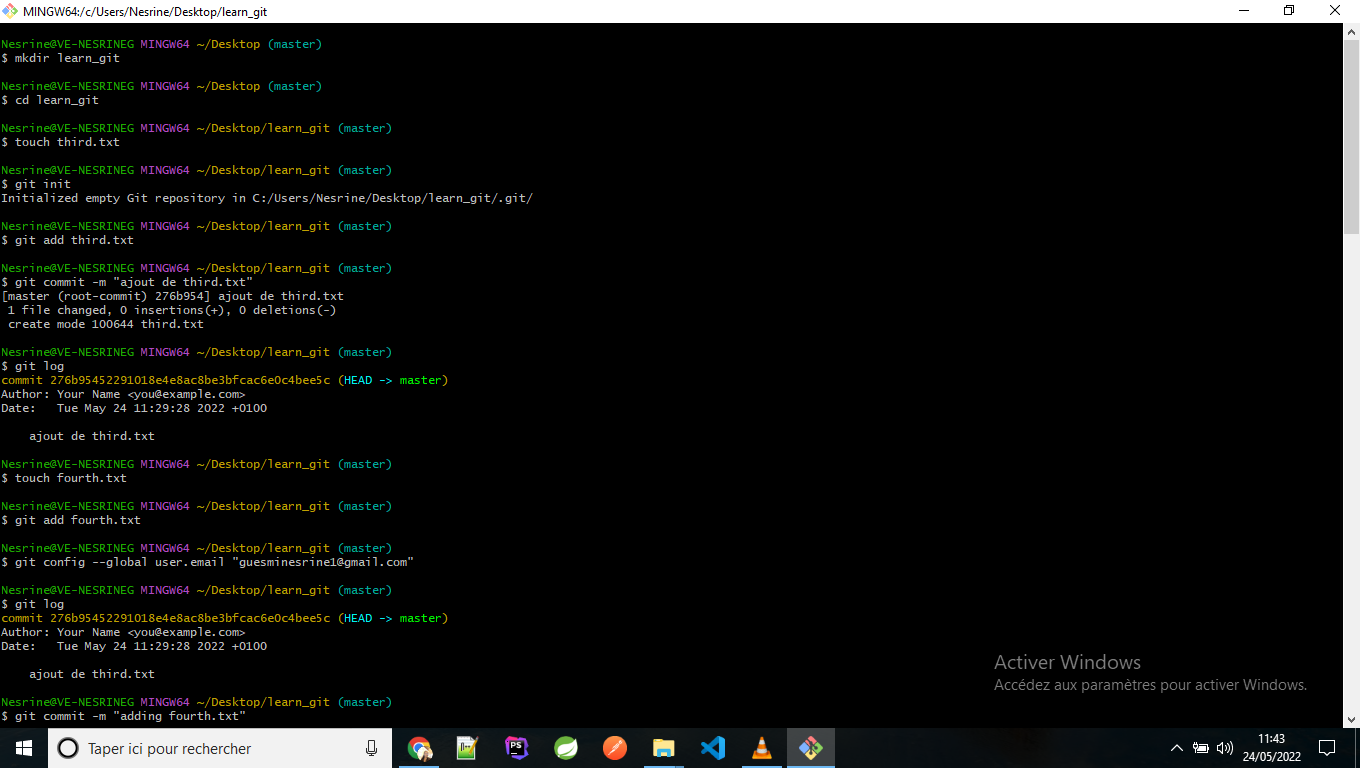 MINGW64:/c/Users/Nesrine/Desktop/learn_git
Nesrine@VE-NESRINEG MINGW64 ~/Desktop (master)
$ mkdir learn_git
Nesrine@VE-NESRINEG MINGW64 ~/Desktop (master)
$ cd learn_git
Nesrine@VE-NESRINEG MINGW64 ~/Desktop/learn_git (master)
$ touch third.txt
Nesrine@VE-NESRINEG MINGW64 ~/Desktop/learn_git (master)
$ git init
Initialized empty Git repository in C:/Users/Nesrine/Desktop/learn_git/.git/
Nesrine@VE-NESRINEG MINGW64 ~/Desktop/learn_git (master)
$ git add third.txt
Nesrine@VE-NESRINEG MINGW64 ~/Desktop/learn_git (master)
$ git commit -m "ajout de third.txt"
[master (root-commit) 276b954] ajout de third.txt
1 file changed, 0 insertions(+), 0 deletions(-)
create mode 100644 third.txt
Nesrine@VE-NESRINEG MINGW64 ~/Desktop/learn_git (master)
$ git log
commit 276b95452291018e4e8ac8be3bfcac6e0c4bee5c (HEAD -> master)
Author: Your Name <you@example.com>
Date:   Tue May 24 11:29:28 2022 +0100
ajout de third.txt
Nesrine@VE-NESRINEG MINGW64 ~/Desktop/learn_git (master)
$ touch fourth.txt
Nesrine@VE-NESRINEG MINGW64 ~/Desktop/learn_git (master)
$ git add fourth.txt
Nesrine@VE-NESRINEG MINGW64 ~/Desktop/learn_git (master)
$ git config --global user.email "guesminesrine1@gmail.com"
Nesrine@VE-NESRINEG MINGW64 ~/Desktop/learn_git (master)
$ git log
commit 276b95452291018e4e8ac8be3bfcac6e0c4bee5c (HEAD -> master)
Author: Your Name <you@example.com>
Date:   Tue May 24 11:29:28 2022 +0100
ajout de third.txt
Nesrine@VE-NESRINEG MINGW64 ~/Desktop/learn_git (master)
$ git commit -m "adding fourth.txt"
Activer Windows
Accédez aux paramètres pour activer Windows.
Taper ici pour rechercher
PS
11:43
24/05/2022